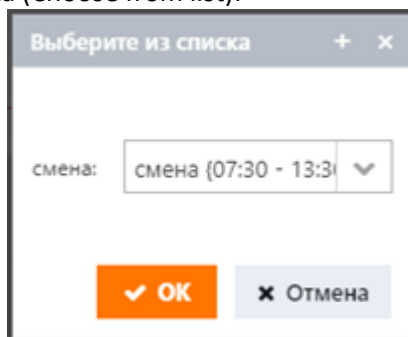 (Choose from list).
Выберите из списка + ×
смена: смена {07:30 - 13:3
OK Отмена